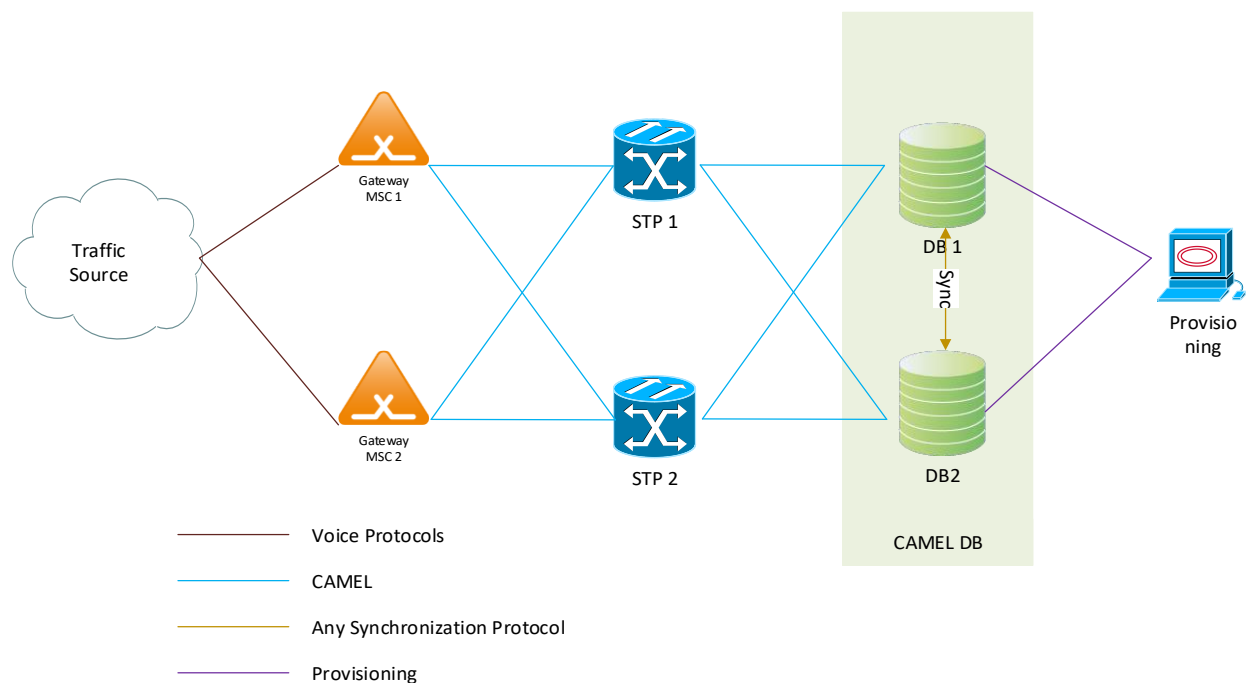 Traffic
Source
Gateway
MSC 1
Gateway
MSC 2
STP 1
STP 2
DB 1
Sync
DB2
CAMEL DB
Provisio
ning
Voice Protocols
CAMEL
Any Synchronization Protocol
Provisioning